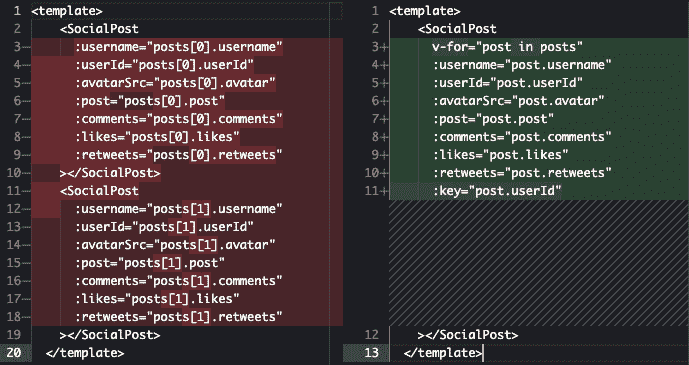 1 <template>
2 <SocialPost
3- :username="posts[0].username"
4- :userId="posts[0].userId"
5- :avatarSrc="posts[0].avatar"
6- :post="posts[0].post"
7- :comments="posts[0].comments"
8- :likes="posts[0].likes"
9- :retweets="posts[0].retweets"
10- ></SocialPost>
11- <SocialPost
12- :username="posts[1].username"
13- :userId="posts[1].userId"
14- :avatarSrc="posts[1].avatar"
15- :post="posts[1].post"
16- :comments="posts[1].comments"
17- :likes="posts[1].likes"
18- :retweets="posts[1].retweets"
19 ></SocialPost>
20 </template>
1 <template>
2 <SocialPost
3+ v-for="post in posts"
4+ :username="post.username"
5+ :userId="post.userId"
6+ :avatarSrc="post.avatar"
7+ :post="post.post"
8+ :comments="post.comments"
9+ :likes="post.likes"
10+ :retweets="post.retweets"
11+ :key="post.userId"
12 ></SocialPost>
13 </template>